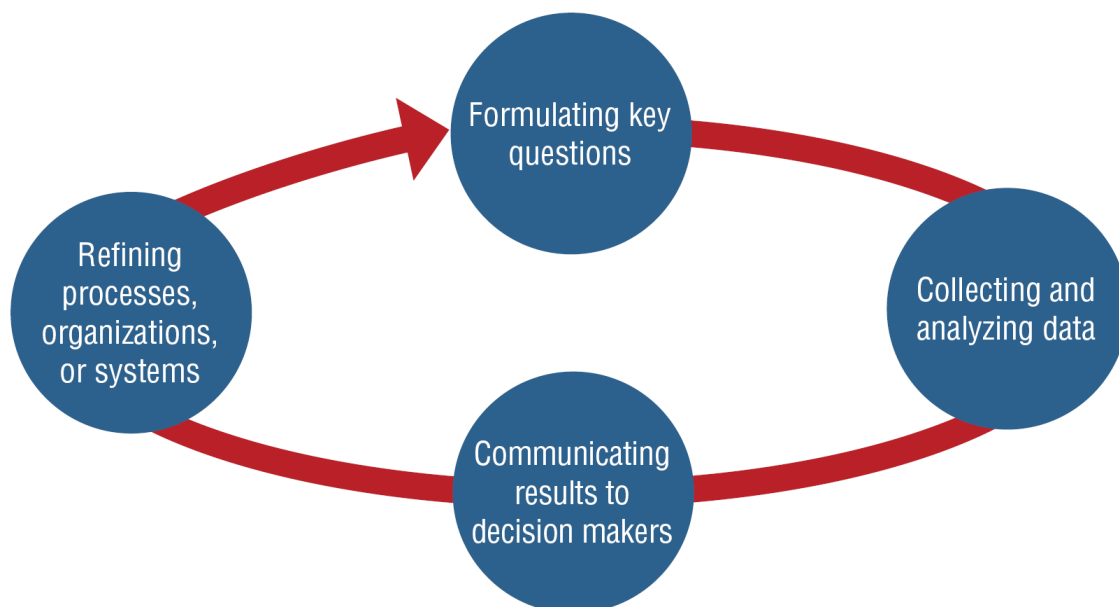 Formulating key
questions
Collecting and
analyzing data
Communicating
results to
decision makers
Refining
processes,
organizations,
or systems